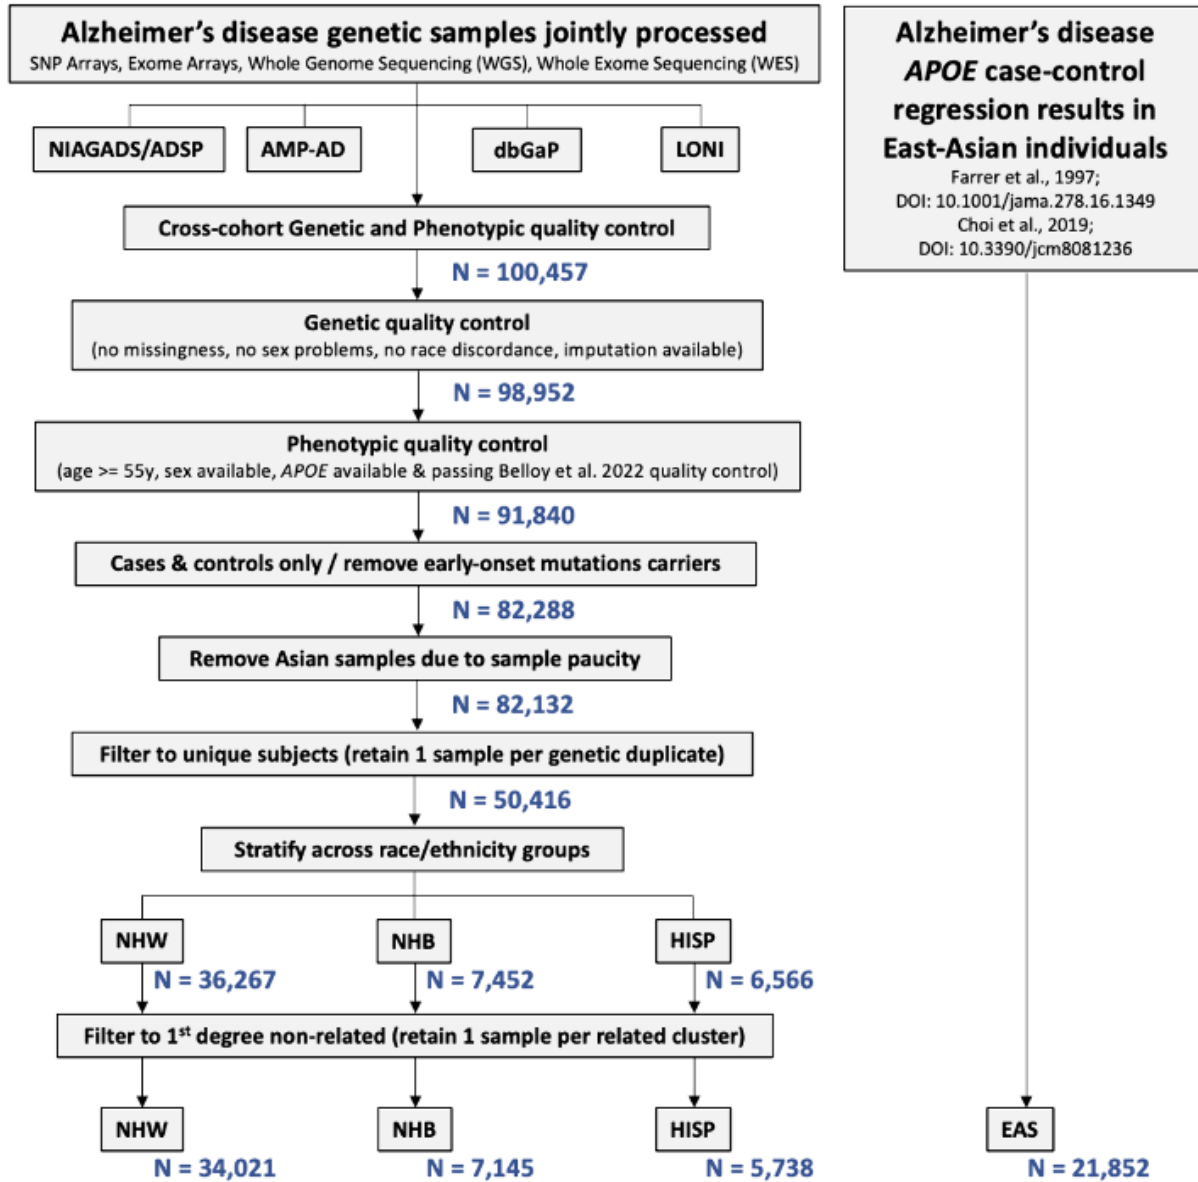 Alzheimer's disease genetic samples jointly processed
SNP Arrays, Exome Arrays, Whole Genome Sequencing (WGS), Whole Exome Sequencing (WES)
NIAGADS/ADSP
AMP-AD
dbGaP
LONI
Cross-cohort Genetic and Phenotypic quality control
N = 100,457
Genetic quality control
(no missingness, no sex problems, no race discordance, imputation available)
N = 98,952
Phenotypic quality control
(age >= 55y, sex available, APOE available & passing Belloy et al. 2022 quality control)
N = 91,840
Cases & controls only / remove early-onset mutations carriers
N = 82,288
Remove Asian samples due to sample paucity
N = 82,132
Filter to unique subjects (retain 1 sample per genetic duplicate)
N = 50,416
Stratify across race/ethnicity groups
NHW
NHB
HISP
N = 36,267
N = 7,452
N = 6,566
Filter to 1st degree non-related (retain 1 sample per related cluster)
NHW
NHB
HISP
N = 34,021
N = 7,145
N = 5,738
Alzheimer's disease
APOE case-control
regression results in
East-Asian individuals
Farrer et al., 1997;
DOI: 10.1001/jama.278.16.1349
Choi et al., 2019;
DOI: 10.3390/jcm8081236
EAS
N = 21,852